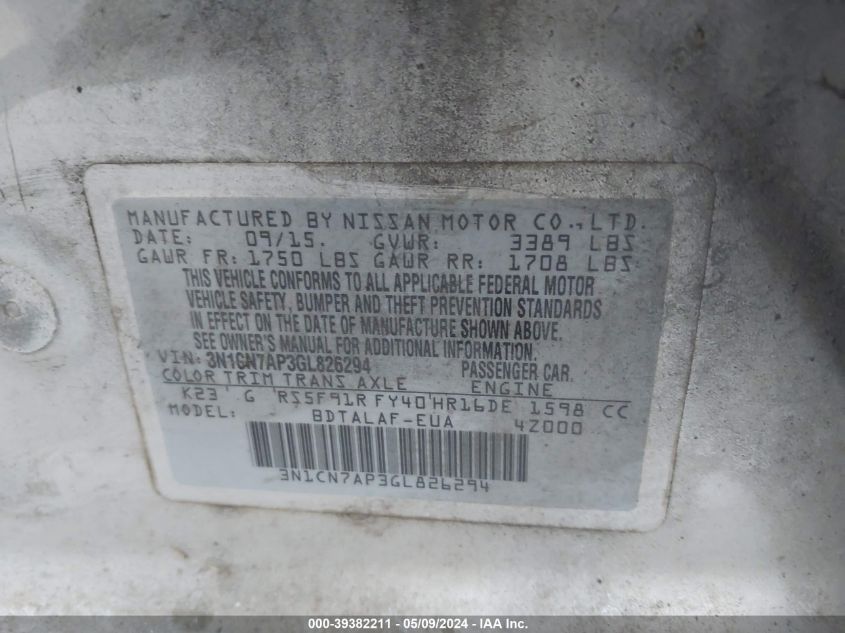 MANUFACTURED BY NISSAN MOTOR CO.,LTD.
DATE: 09/15. GVWR: 3389 LBS
GAWR FR: 1750 LBS GAWR RR: 1708 LBS
THIS VEHICLE CONFORMS TO ALL APPLICABLE FEDERAL MOTOR
VEHICLE SAFETY, BUMPER AND THEFT PREVENTION STANDARDS
IN EFFECT ON THE DATE OF MANUFACTURE SHOWN ABOVE.
SEE OWNER'S MANUAL FOR ADDITIONAL INFORMATION.
VIN: 3N1CN7AP3GL826294 PASSENGER CAR
COLOR TRIM TRANS AXLE ENGINE
K23 G RS5F91R FY40 HR16DE 1598 CC
MODEL: BDTALAF-EUA 4Z000
3N1CN7AP3GL826294
000-39382211 - 05/09/2024 - IAA Inc.